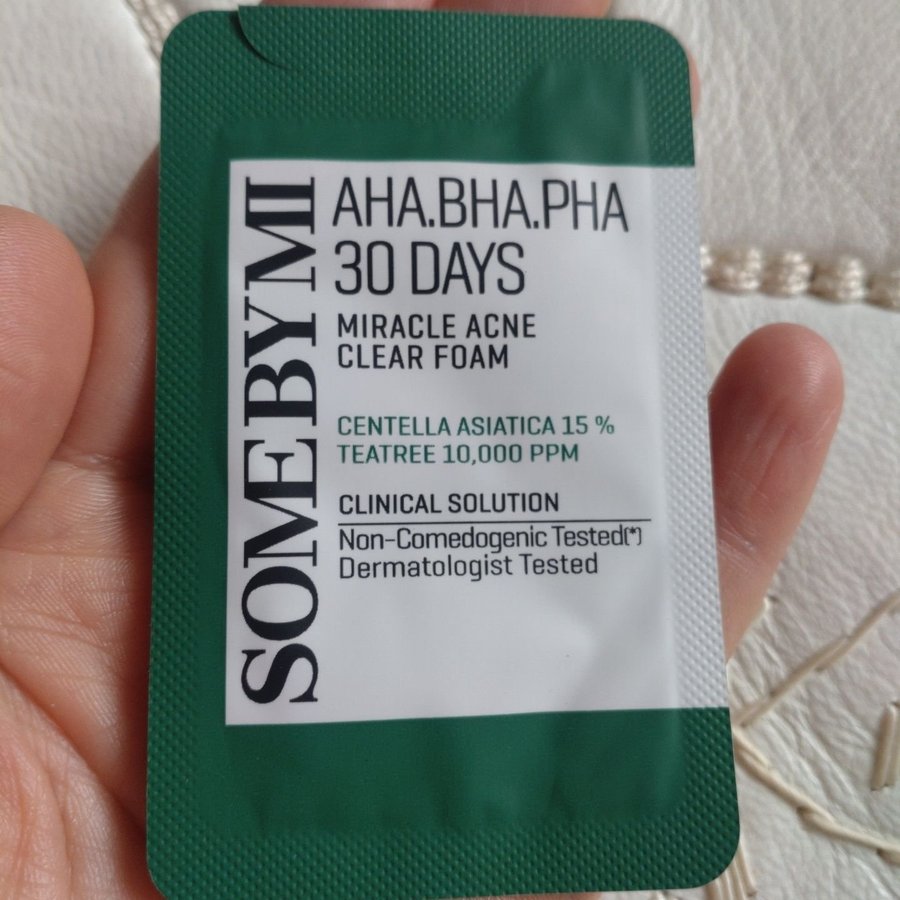 SOMEBYMI
AHA.BHA.PHA
30 DAYS
MIRACLE ACNE
CLEAR FOAM
CENTELLA ASIATICA 15 %
TEATREE 10,000 PPM
CLINICAL SOLUTION
Non-Comedogenic Tested(*)
Dermatologist Tested